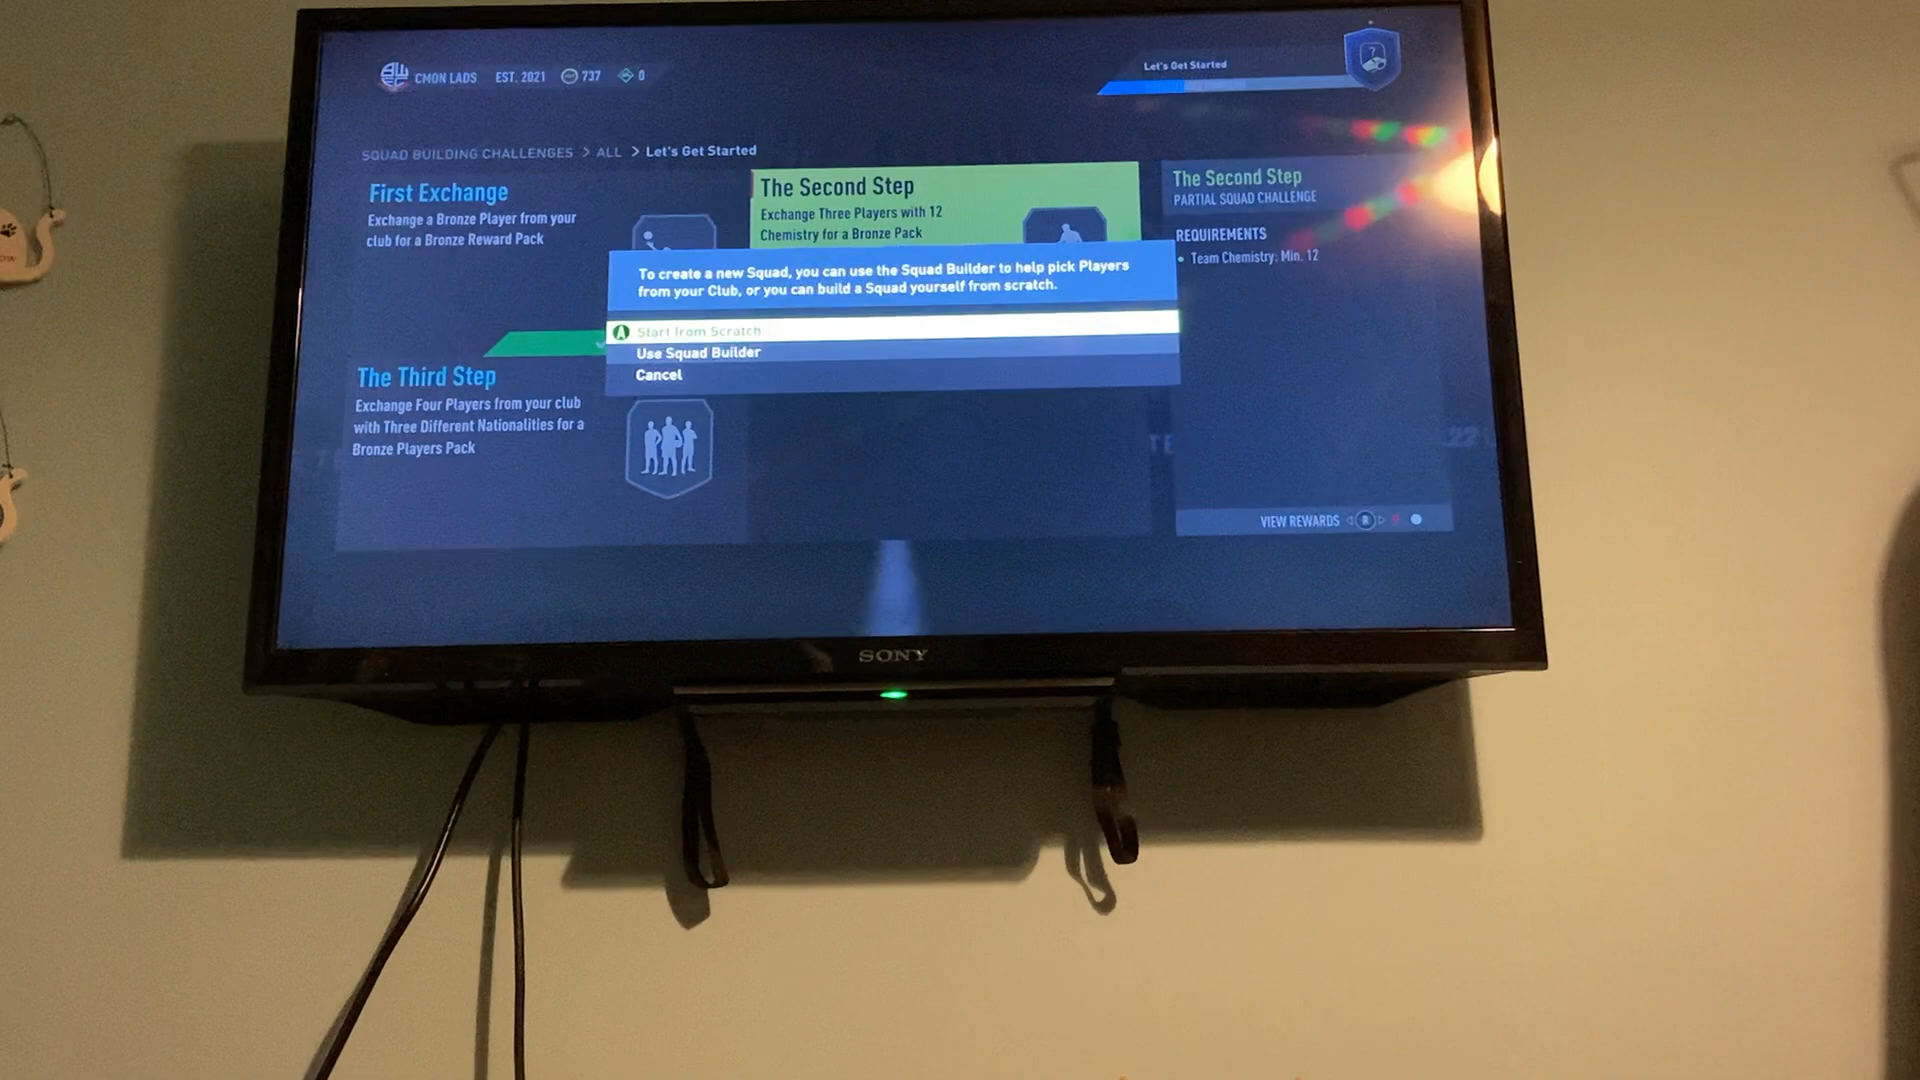 CMON LADS EST. 2021 737 0
Let's Get Started
SQUAD BUILDING CHALLENGES > ALL > Let's Get Started
First Exchange
Exchange a Bronze Player from your
club for a Bronze Reward Pack
The Second Step
Exchange Three Players with 12
Chemistry for a Bronze Pack
The Second Step
PARTIAL SQUAD CHALLENGE
REQUIREMENTS
• Team Chemistry: Min. 12
To create a new Squad, you can use the Squad Builder to help pick Players
from your Club, or you can build a Squad yourself from scratch.
A Start from Scratch
Use Squad Builder
Cancel
The Third Step
Exchange Four Players from your club
with Three Different Nationalities for a
Bronze Players Pack
VIEW REWARDS R
SONY